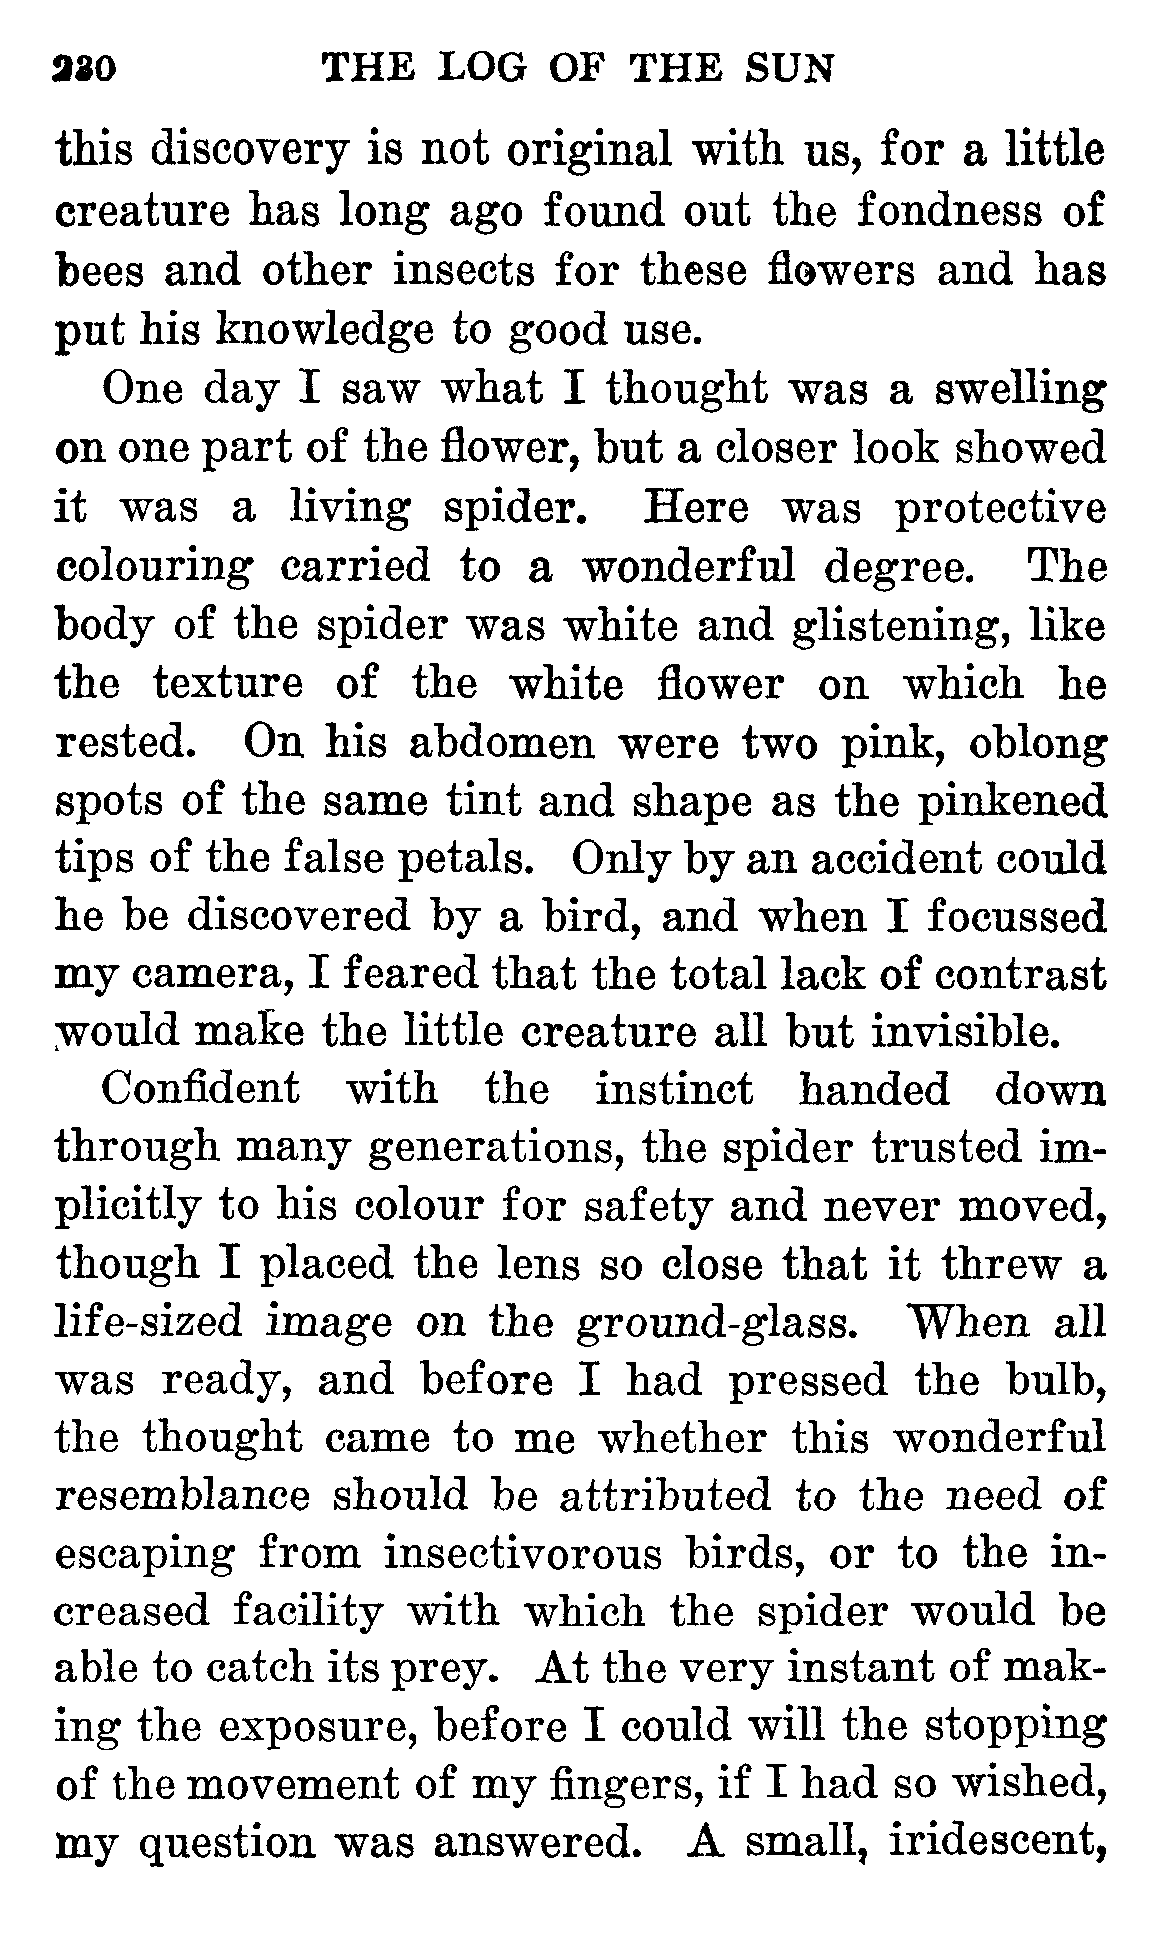 230 THE LOG OF THE SUN
this discovery is not original with us, for a little
creature has long ago found out the fondness of
bees and other insects for these flowers and has
put his knowledge to good use.
One day I saw what I thought was a swelling
on one part of the flower, but a closer look showed
it was a living spider. Here was protective
colouring carried to a wonderful degree. The
body of the spider was white and glistening, like
the texture of the white flower on which he
rested. On his abdomen were two pink, oblong
spots of the same tint and shape as the pinkened
tips of the false petals. Only by an accident could
he be discovered by a bird, and when I focussed
my camera, I feared that the total lack of contrast
would make the little creature all but invisible.
Confident with the instinct handed down
through many generations, the spider trusted im-
plicitly to his colour for safety and never moved,
though I placed the lens so close that it threw a
life-sized image on the ground-glass. When all
was ready, and before I had pressed the bulb,
the thought came to me whether this wonderful
resemblance should be attributed to the need of
escaping from insectivorous birds, or to the in-
creased facility with which the spider would be
able to catch its prey. At the very instant of mak-
ing the exposure, before I could will the stopping
of the movement of my fingers, if I had so wished,
my question was answered. A small, iridescent,